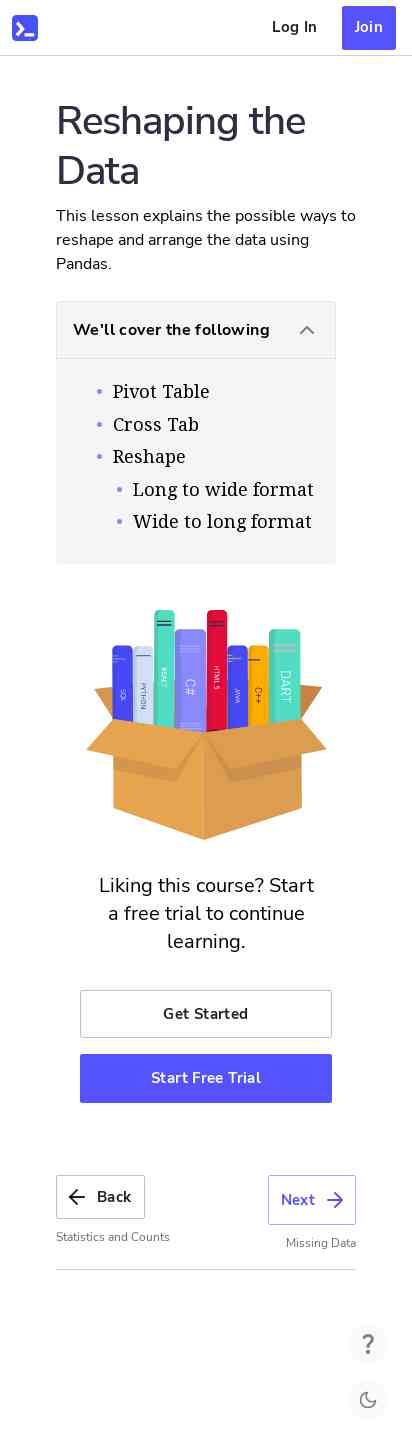 Log In
Join
Reshaping the
Data
This lesson explains the possible ways to
reshape and arrange the data using
Pandas.
We'll cover the following
Pivot Table
Cross Tab
Reshape
Long to wide format
Wide to long format
SQL
PYTHON
REACT
C#
HTML 5
JAVA
C++
DART
Liking this course? Start
a free trial to continue
learning.
Get Started
Start Free Trial
Back
Next
Statistics and Counts
Missing Data
?